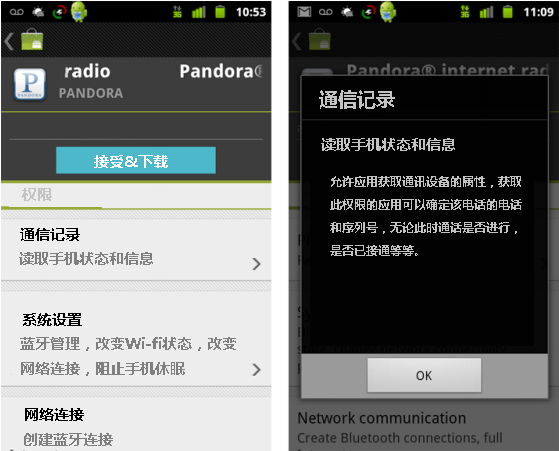 3G
10:53
radio Pandora®
PANDORA
P
PANDORA
接受&下载
权限
通信记录
读取手机状态和信息
系统设置
蓝牙管理，改变Wi-fi状态，改变
网络连接，阻止手机休眠
网络连接
创建蓝牙连接
3G
11:09
Pandora® internet rad
通信记录
读取手机状态和信息
允许应用获取通讯设备的属性，获取
此权限的应用可以确定该电话的电话
和序列号，无论此时通话是否进行，
是否已接通等等。
OK
Network communication
Create Bluetooth connections, full